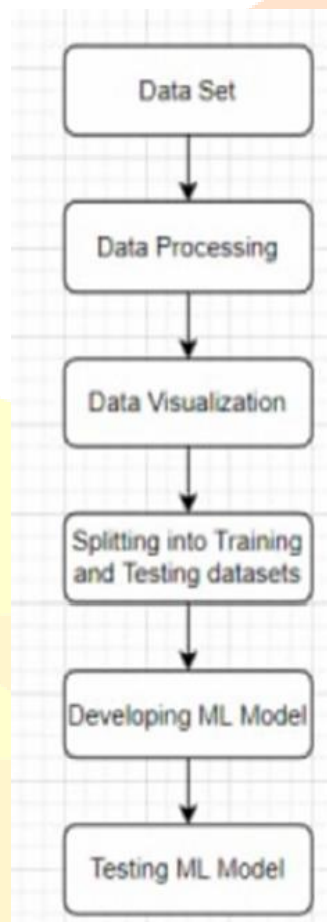 Data Set
Data Processing
Data Visualization
Splitting into Training
and Testing datasets
Developing ML Model
Testing ML Model